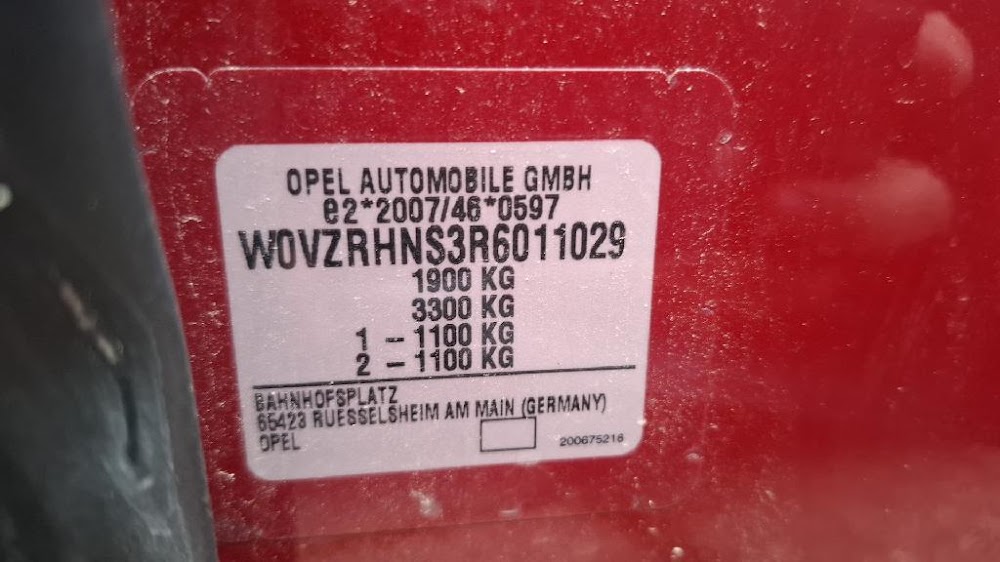 OPEL AUTOMOBILE GMBH
e2*2007/46*0597
W0VZRHNS3R6011029
1900 KG
3300 KG
1 - 1100 KG
2 - 1100 KG
BAHNHOFSPLATZ
65423 RUESSELSHEIM AM MAIN (GERMANY)
OPEL
200675216